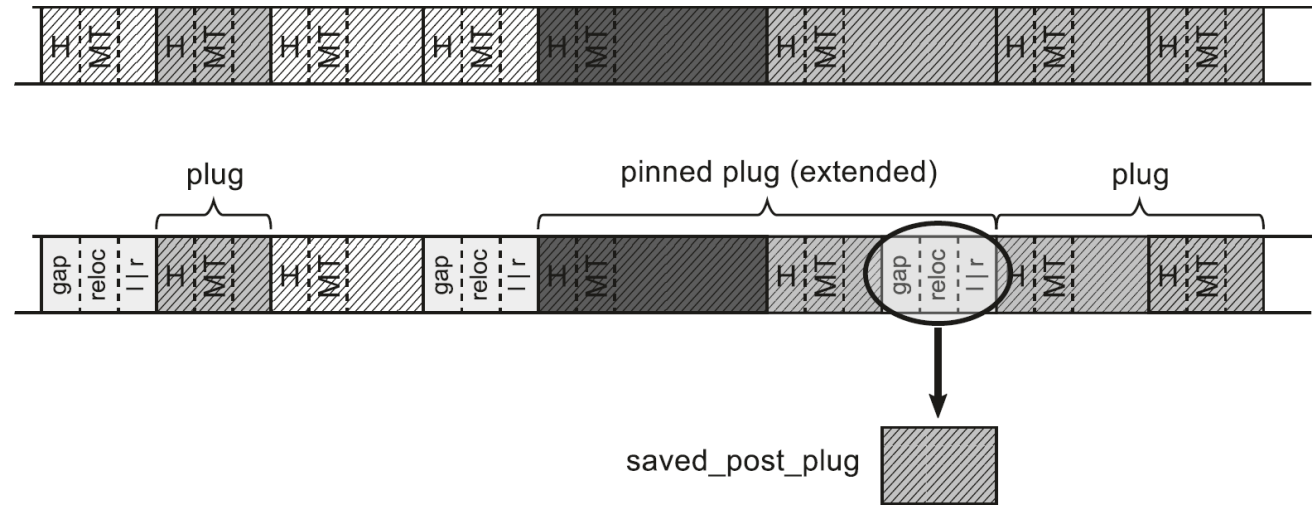 H MT H MT H MT H MT H MT H MT H MT H MT
plug pinned plug (extended) plug
gap reloc l | r H MT H MT gap reloc l | r H MT H MT gap reloc l | r H MT H MT
saved_post_plug